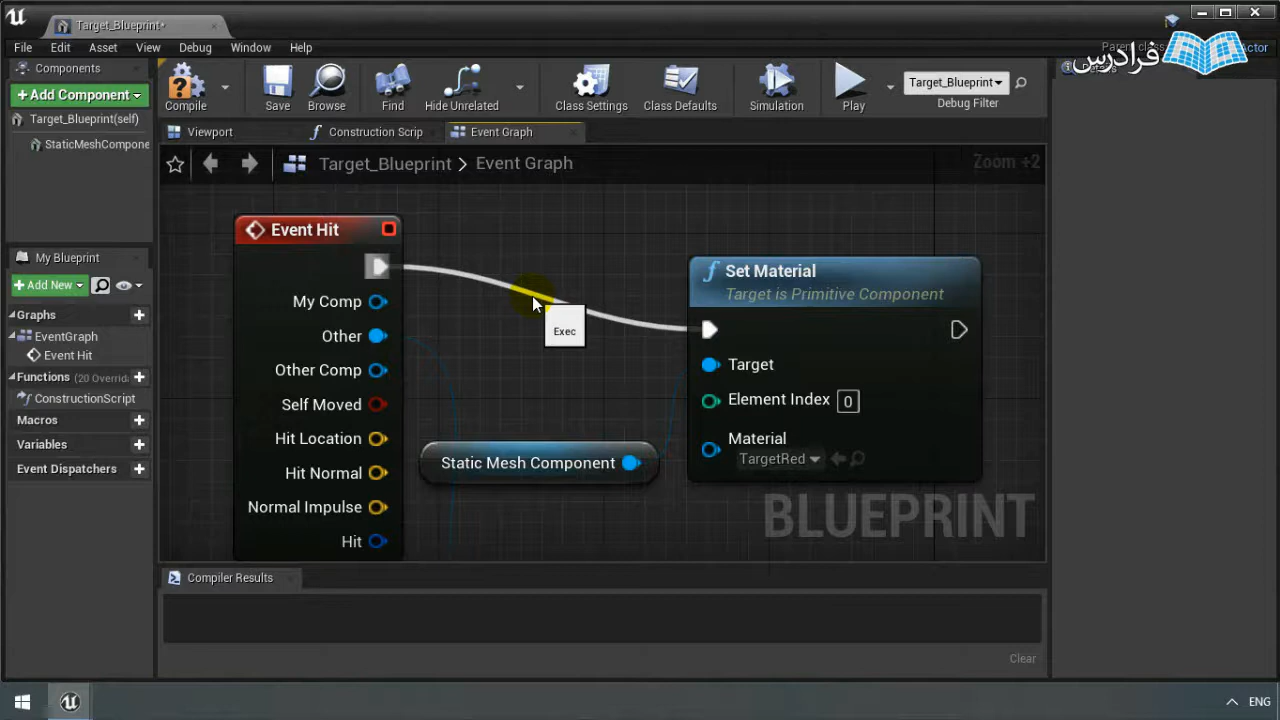 Target_Blueprint*
File Edit Asset View Debug Window Help
Parent class Actor
فرادرس
Components
+Add Component
Target_Blueprint(self)
StaticMeshCompone
Compile
Save
Browse
Find
Hide Unrelated
Class Settings
Class Defaults
Simulation
Play
Target_Blueprint
Debug Filter
Viewport
Construction Scrip
Event Graph
Target_Blueprint > Event Graph
Zoom +2
My Blueprint
+Add New
Graphs
EventGraph
Event Hit
Functions (20 Overrid
ConstructionScript
Macros
Variables
Event Dispatchers
Event Hit
My Comp
Other
Other Comp
Self Moved
Hit Location
Hit Normal
Normal Impulse
Hit
Exec
Static Mesh Component
Set Material
Target is Primitive Component
Target
Element Index 0
Material
TargetRed
BLUEPRINT
Compiler Results
Clear
ENG